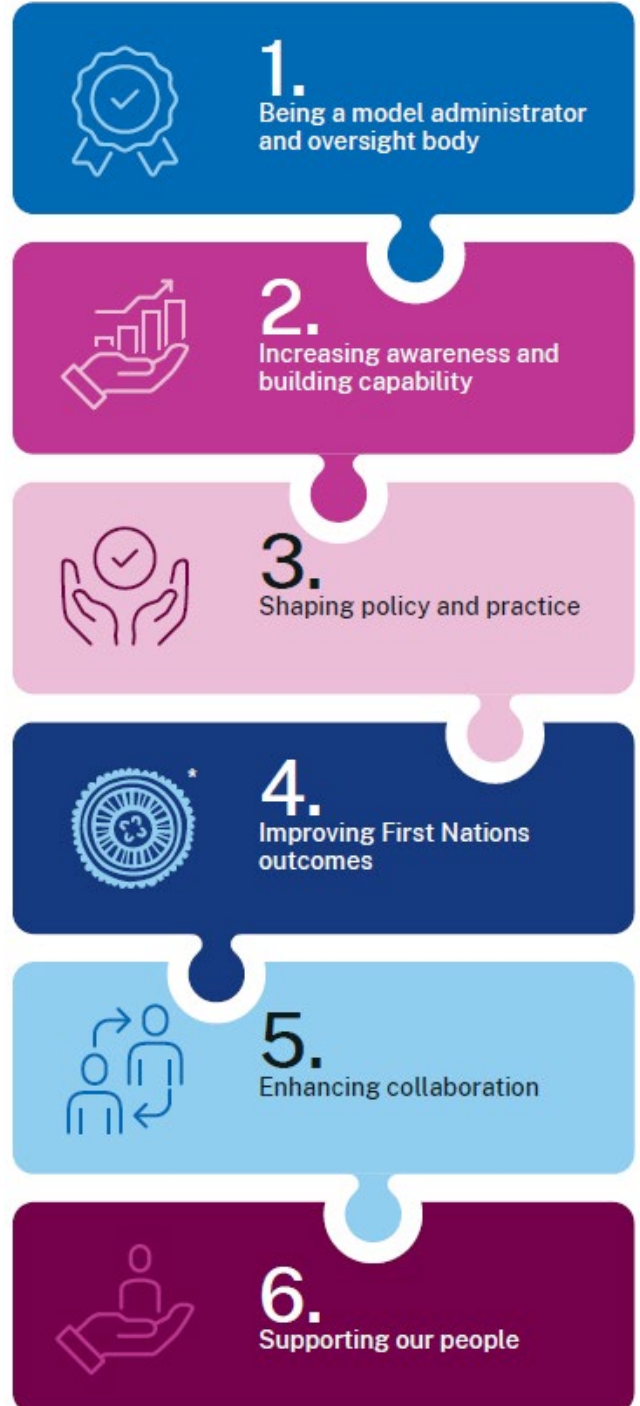 1.
Being a model administrator
and oversight body
2.
Increasing awareness and
building capability
3.
Shaping policy and practice
*
4.
Improving First Nations
outcomes
5.
Enhancing collaboration
6.
Supporting our people